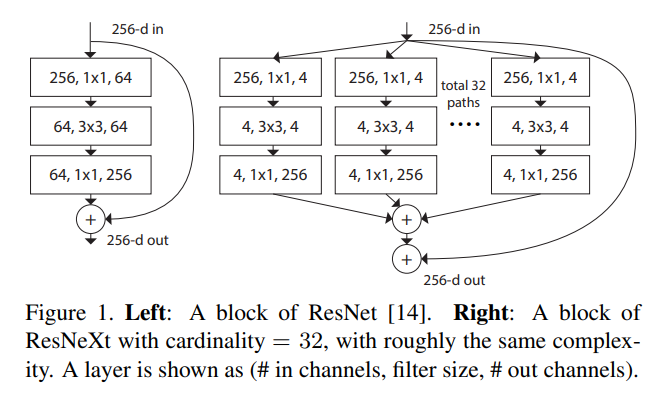 256-d in
256, 1x1, 64
64, 3x3, 64
64, 1x1, 256
+
256-d out
256-d in
256, 1x1, 4
256, 1x1, 4
256, 1x1, 4
total 32
paths
....
4, 3x3, 4
4, 3x3, 4
4, 3x3, 4
4, 1x1, 256
4, 1x1, 256
4, 1x1, 256
+
+
256-d out
Figure 1. Left: A block of ResNet [14]. Right: A block of
ResNeXt with cardinality = 32, with roughly the same complex-
ity. A layer is shown as (# in channels, filter size, # out channels).